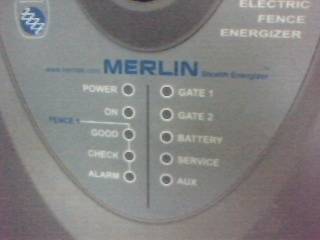 ELECTRIC
FENCE
ENERGIZER
MERLIN Stealth Energizer
POWER
ON
FENCE 1
GOOD
CHECK
ALARM
GATE 1
GATE 2
BATTERY
SERVICE
AUX